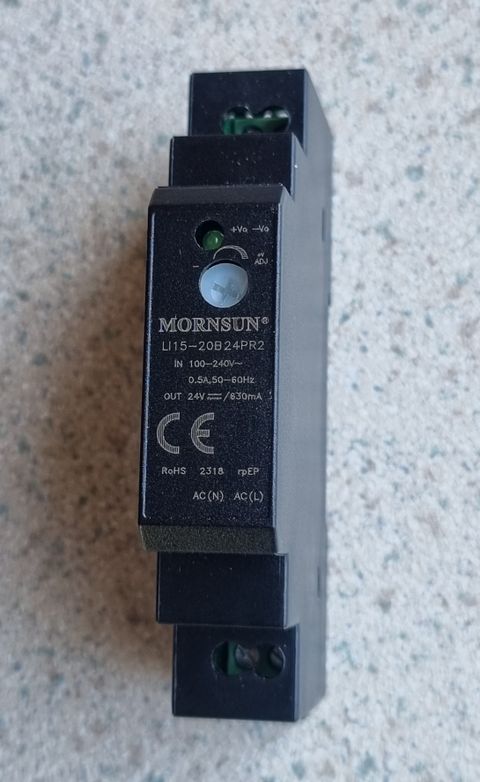 +Vo -Vo
- +V ADJ
MORNSUN®
LI15-20B24PR2
IN 100-240V~
0.5A,50-60Hz
OUT 24V⎓/630mA
CE
RoHS 2318 rpEP
AC(N) AC(L)